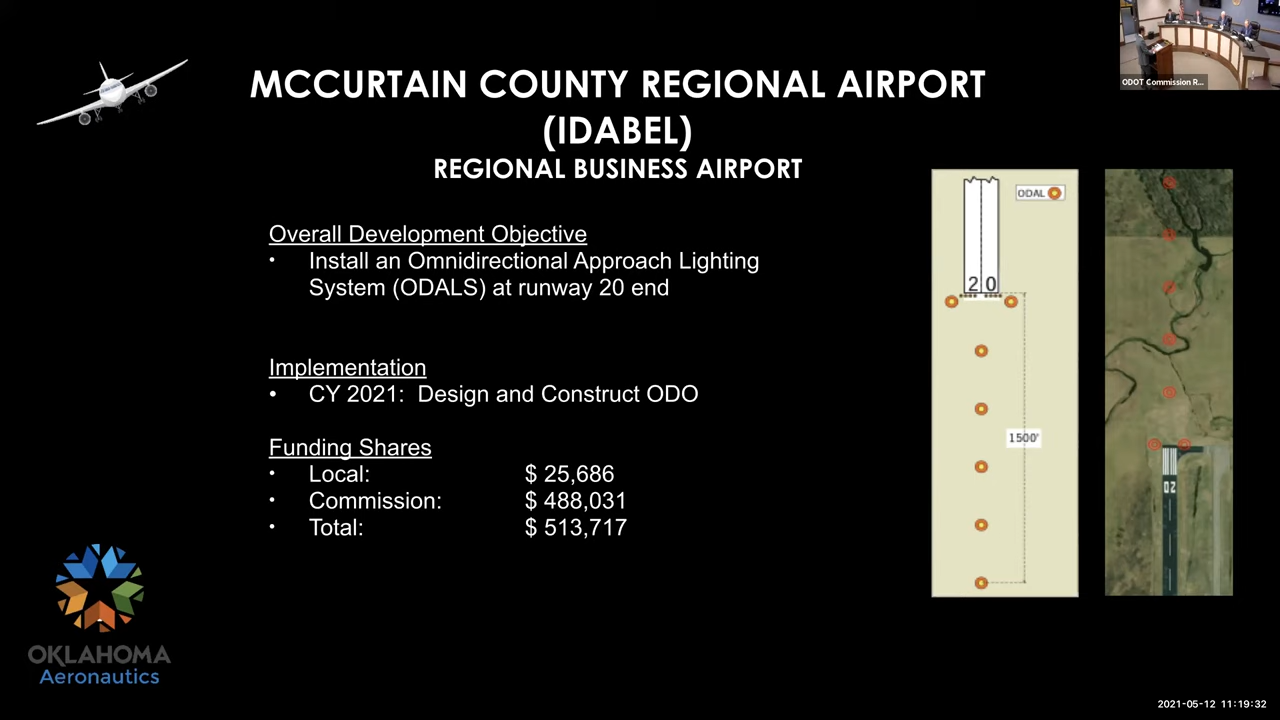 MCCURTAIN COUNTY REGIONAL AIRPORT
(IDABEL)
REGIONAL BUSINESS AIRPORT
ODOT Commission R...
Overall Development Objective
• Install an Omnidirectional Approach Lighting
System (ODALS) at runway 20 end
Implementation
• CY 2021: Design and Construct ODO
Funding Shares
• Local: $ 25,686
• Commission: $ 488,031
• Total: $ 513,717
ODAL
20
1500'
20
OKLAHOMA
Aeronautics
2021-05-12 11:19:32